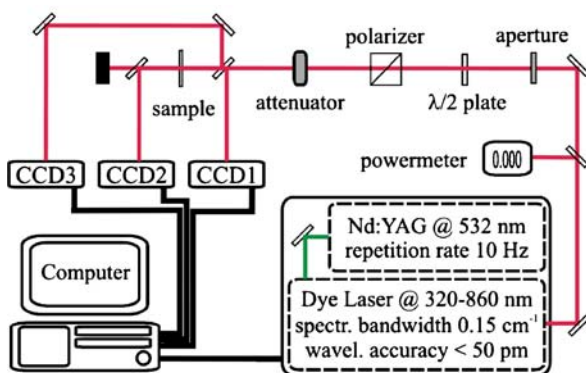 polarizer
aperture
sample
attenuator
λ/2 plate
powermeter
0.000
CCD3
CCD2
CCD1
Computer
Nd:YAG @ 532 nm
repetition rate 10 Hz
Dye Laser @ 320-860 nm
spectr. bandwidth 0.15 cm⁻¹
wavel. accuracy < 50 pm